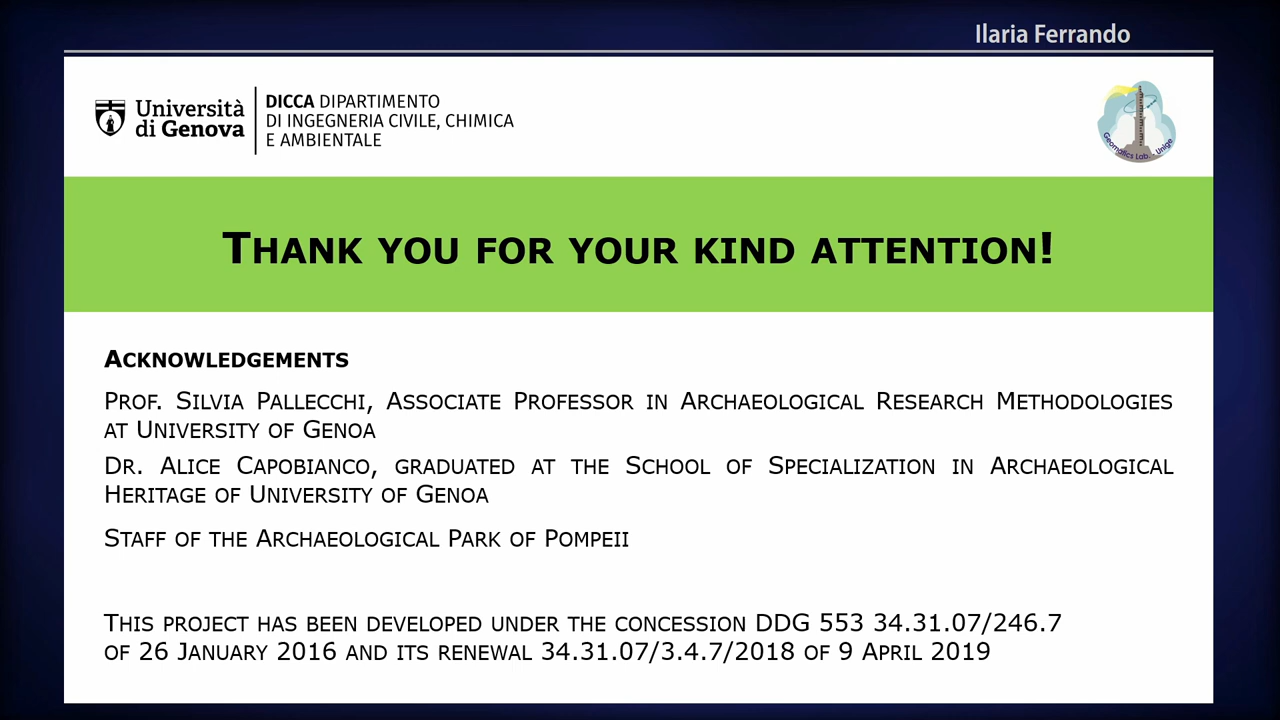 Ilaria Ferrando
Università
di Genova
DICCA DIPARTIMENTO
DI INGEGNERIA CIVILE, CHIMICA
E AMBIENTALE
Geomatics Lab. - Unige
THANK YOU FOR YOUR KIND ATTENTION!
ACKNOWLEDGEMENTS
PROF. SILVIA PALLECCHI, ASSOCIATE PROFESSOR IN ARCHAEOLOGICAL RESEARCH METHODOLOGIES
AT UNIVERSITY OF GENOA
DR. ALICE CAPOBIANCO, GRADUATED AT THE SCHOOL OF SPECIALIZATION IN ARCHAEOLOGICAL
HERITAGE OF UNIVERSITY OF GENOA
STAFF OF THE ARCHAEOLOGICAL PARK OF POMPEII
THIS PROJECT HAS BEEN DEVELOPED UNDER THE CONCESSION DDG 553 34.31.07/246.7
OF 26 JANUARY 2016 AND ITS RENEWAL 34.31.07/3.4.7/2018 OF 9 APRIL 2019